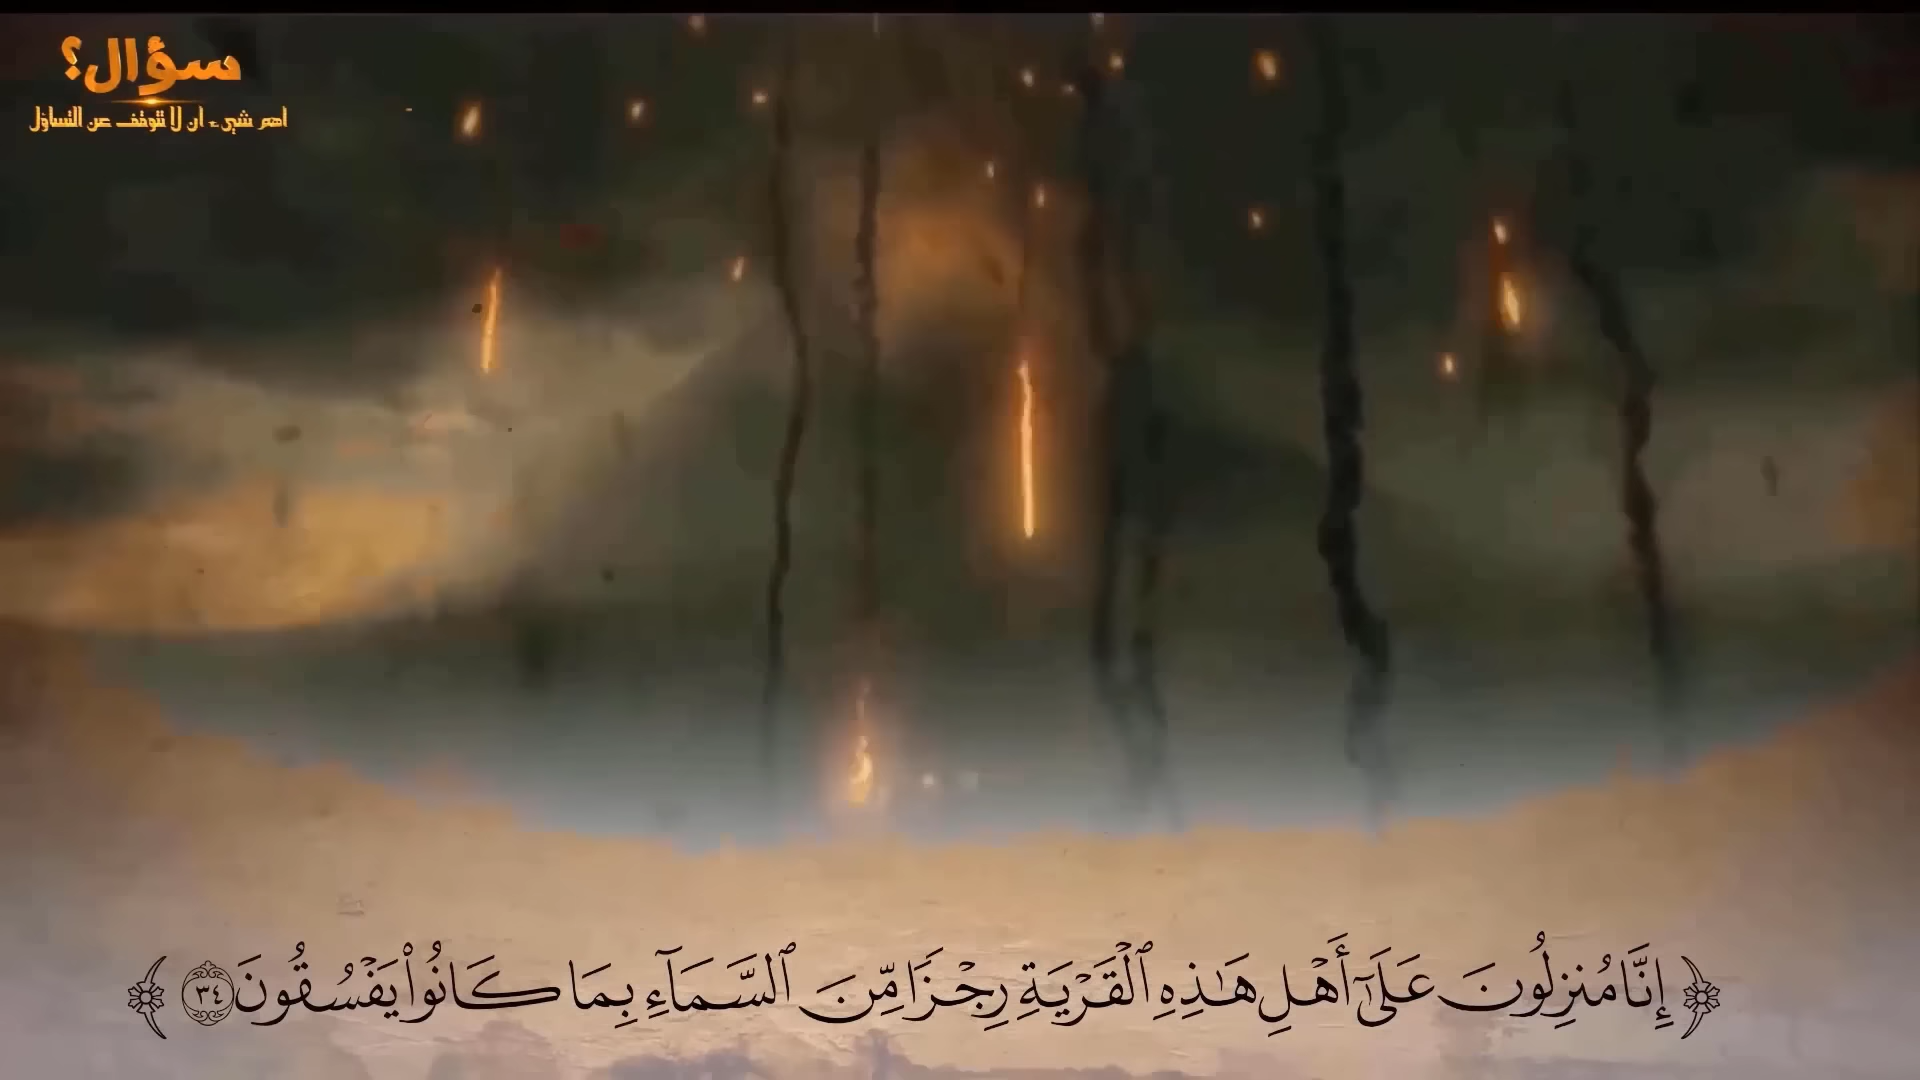 سؤال؟
اهم شيء ان لا تتوقف عن التساؤل
﴿ إِنَّا مُنزِلُونَ عَلَىٰٓ أَهْلِ هَـٰذِهِ ٱلْقَرْيَةِ رِجْزًا مِّنَ ٱلسَّمَآءِ بِمَا كَانُوا۟ يَفْسُقُونَ ٣٤ ﴾